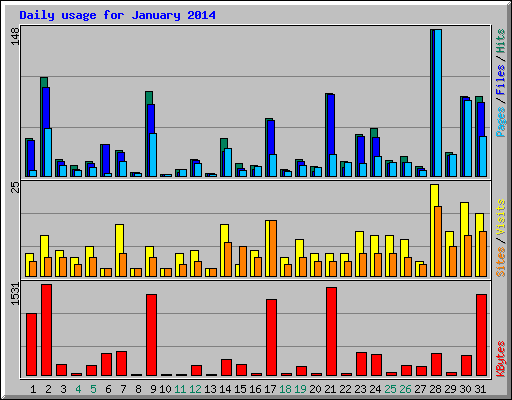 Daily usage for January 2014
148
Pages / Files / Hits
25
Sites / Visits
1531
KBytes
1 2 3 4 5 6 7 8 9 10 11 12 13 14 15 16 17 18 19 20 21 22 23 24 25 26 27 28 29 30 31